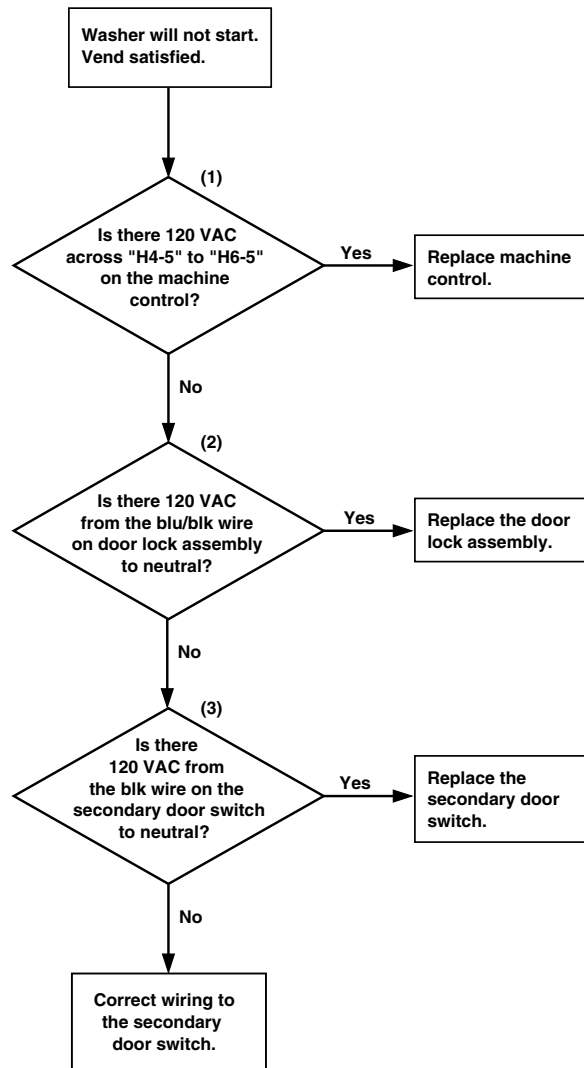 Washer will not start.
Vend satisfied.
(1)
Is there 120 VAC
across "H4-5" to "H6-5"
on the machine
control?
Yes
Replace machine
control.
No
(2)
Is there 120 VAC
from the blu/blk wire
on door lock assembly
to neutral?
Yes
Replace the door
lock assembly.
No
(3)
Is there
120 VAC from
the blk wire on the
secondary door switch
to neutral?
Yes
Replace the
secondary door
switch.
No
Correct wiring to
the secondary
door switch.